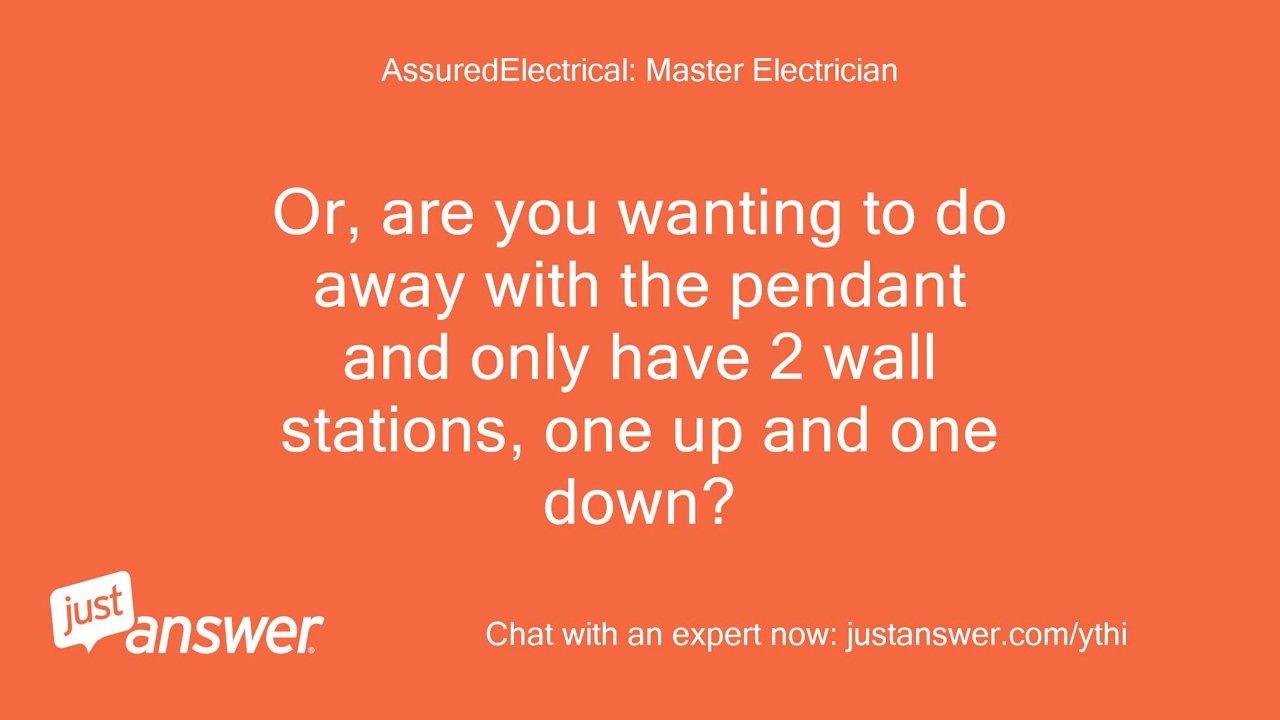 AssuredElectrical: Master Electrician
Or, are you wanting to do
away with the pendant
and only have 2 wall
stations, one up and one
down?
just
answer®
Chat with an expert now: justanswer.com/ythi